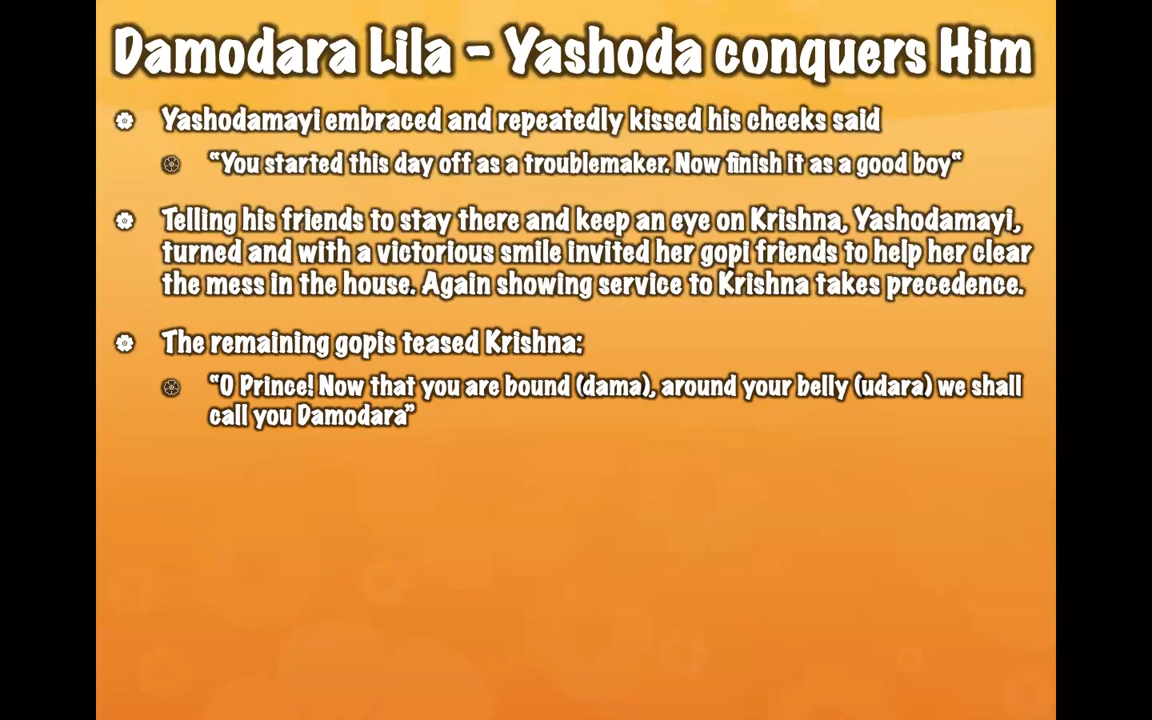 Damodara Lila - Yashoda conquers Him
Yashodamayi embraced and repeatedly kissed his cheeks said
"You started this day off as a troublemaker. Now finish it as a good boy"
Telling his friends to stay there and keep an eye on Krishna, Yashodamayi,
turned and with a victorious smile invited her gopi friends to help her clear
the mess in the house. Again showing service to Krishna takes precedence.
The remaining gopis teased Krishna:
"O Prince! Now that you are bound (dama), around your belly (udara) we shall
call you Damodara"